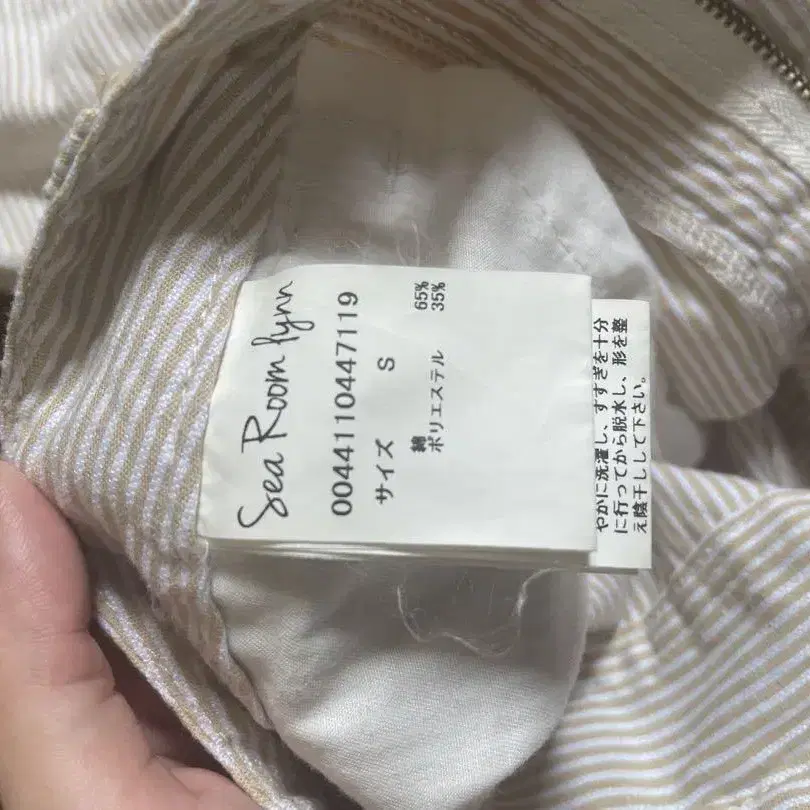 Sea Room lynn
0044110447119
サイズ S
綿 65%
ポリエステル 35%
やかに洗濯し、すすぎを十分
に行ってから脱水し、形を整
え陰干しして下さい。